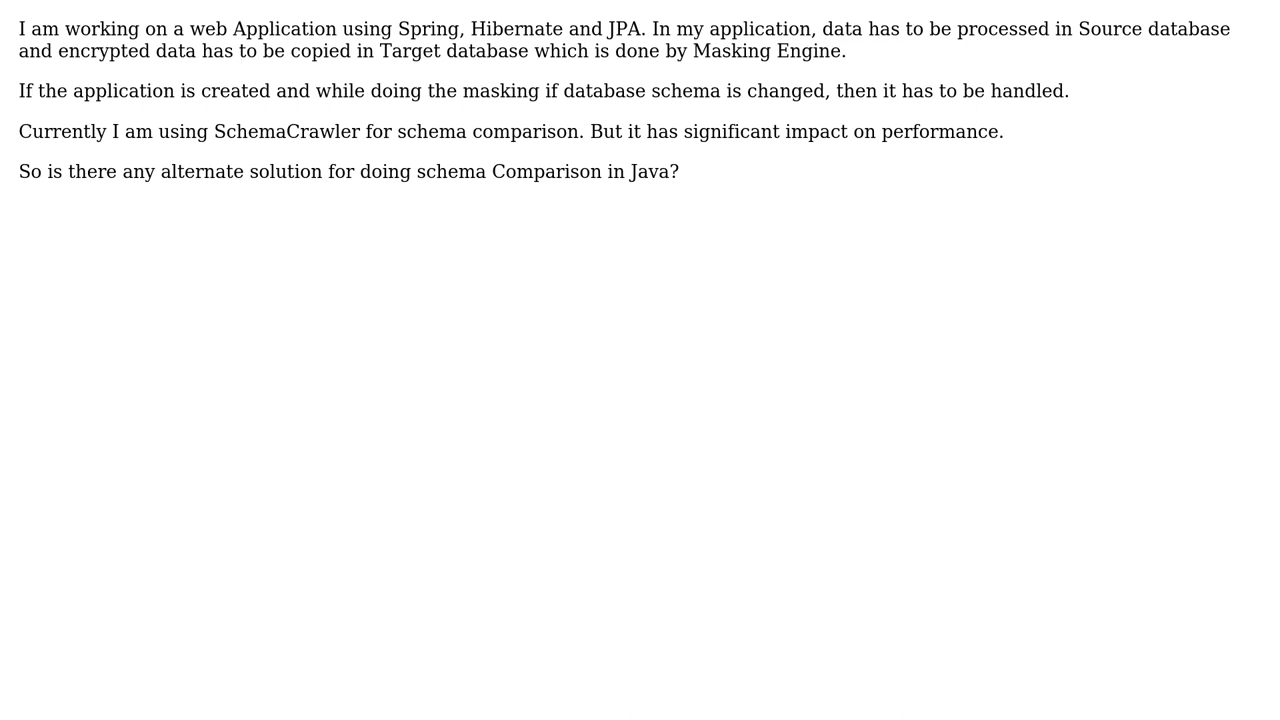 I am working on a web Application using Spring, Hibernate and JPA. In my application, data has to be processed in Source database
and encrypted data has to be copied in Target database which is done by Masking Engine.
If the application is created and while doing the masking if database schema is changed, then it has to be handled.
Currently I am using SchemaCrawler for schema comparison. But it has significant impact on performance.
So is there any alternate solution for doing schema Comparison in Java?